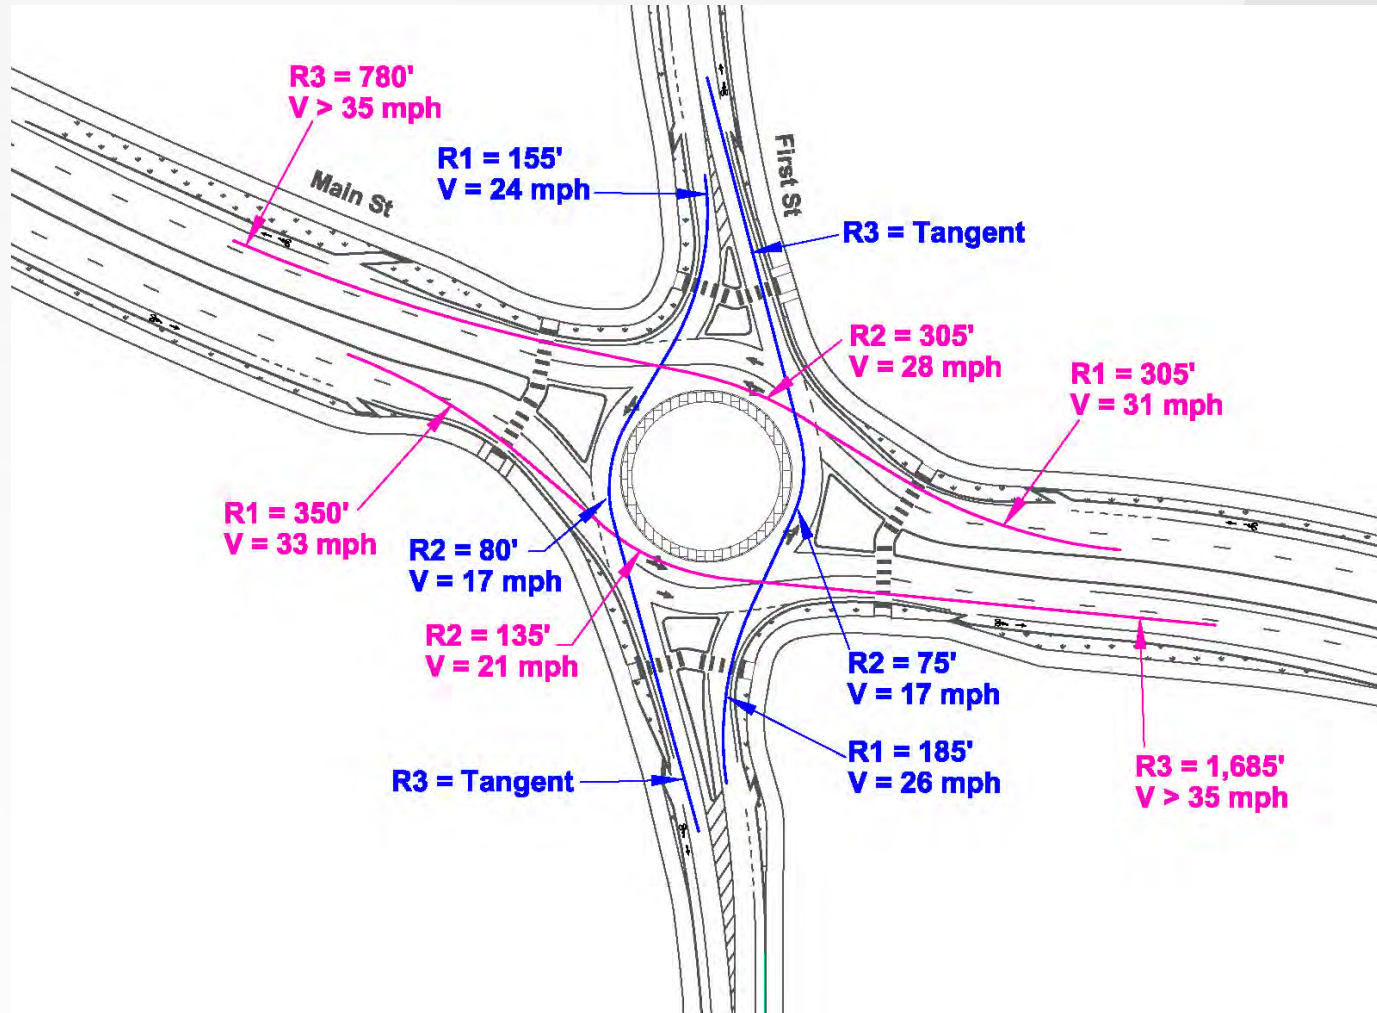 R3 = 780'
V > 35 mph
R1 = 155'
V = 24 mph
Main St
First St
R3 = Tangent
R2 = 305'
V = 28 mph
R1 = 305'
V = 31 mph
R1 = 350'
V = 33 mph
R2 = 80'
V = 17 mph
R2 = 135'
V = 21 mph
R2 = 75'
V = 17 mph
R1 = 185'
V = 26 mph
R3 = Tangent
R3 = 1,685'
V > 35 mph